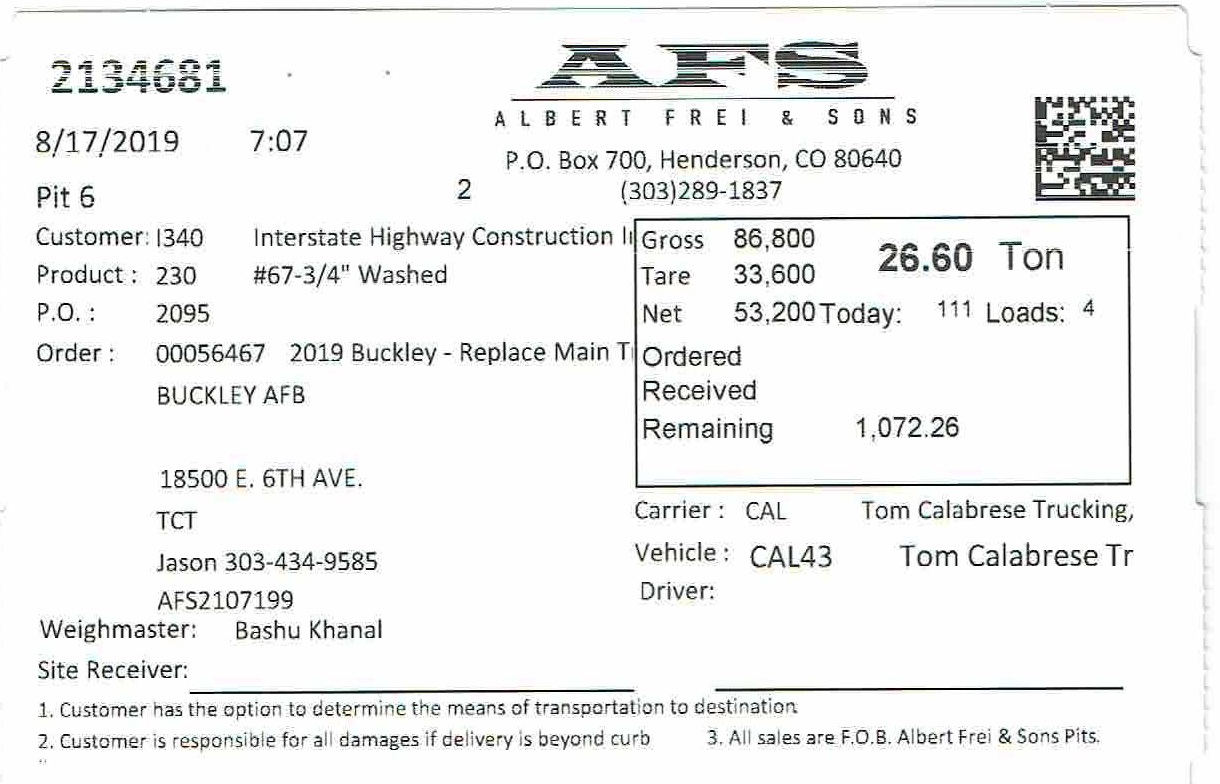 2134681
AFS
ALBERT FREI & SONS
8/17/2019 7:07
P.O. Box 700, Henderson, CO 80640
Pit 6 2 (303)289-1837
Customer: I340 Interstate Highway Construction
Gross 86,800 26.60 Ton
Product : 230 #67-3/4" Washed
Tare 33,600
P.O. : 2095
Net 53,200 Today: 111 Loads: 4
Order : 00056467 2019 Buckley - Replace Main
Ordered
BUCKLEY AFB
Received
Remaining 1,072.26
18500 E. 6TH AVE.
Carrier : CAL Tom Calabrese Trucking,
TCT
Vehicle : CAL43 Tom Calabrese Tr
Jason 303-434-9585
Driver:
AFS2107199
Weighmaster: Bashu Khanal
Site Receiver:
1. Customer has the option to determine the means of transportation to destination
2. Customer is responsible for all damages if delivery is beyond curb 3. All sales are F.O.B. Albert Frei & Sons Pits.